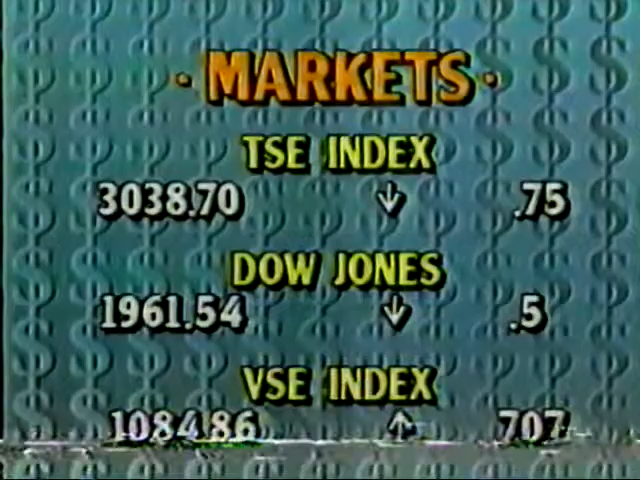 · MARKETS ·
TSE INDEX
3038.70 ↓ .75
DOW JONES
1961.54 ↓ .5
VSE INDEX
1084.86 ↑ 707